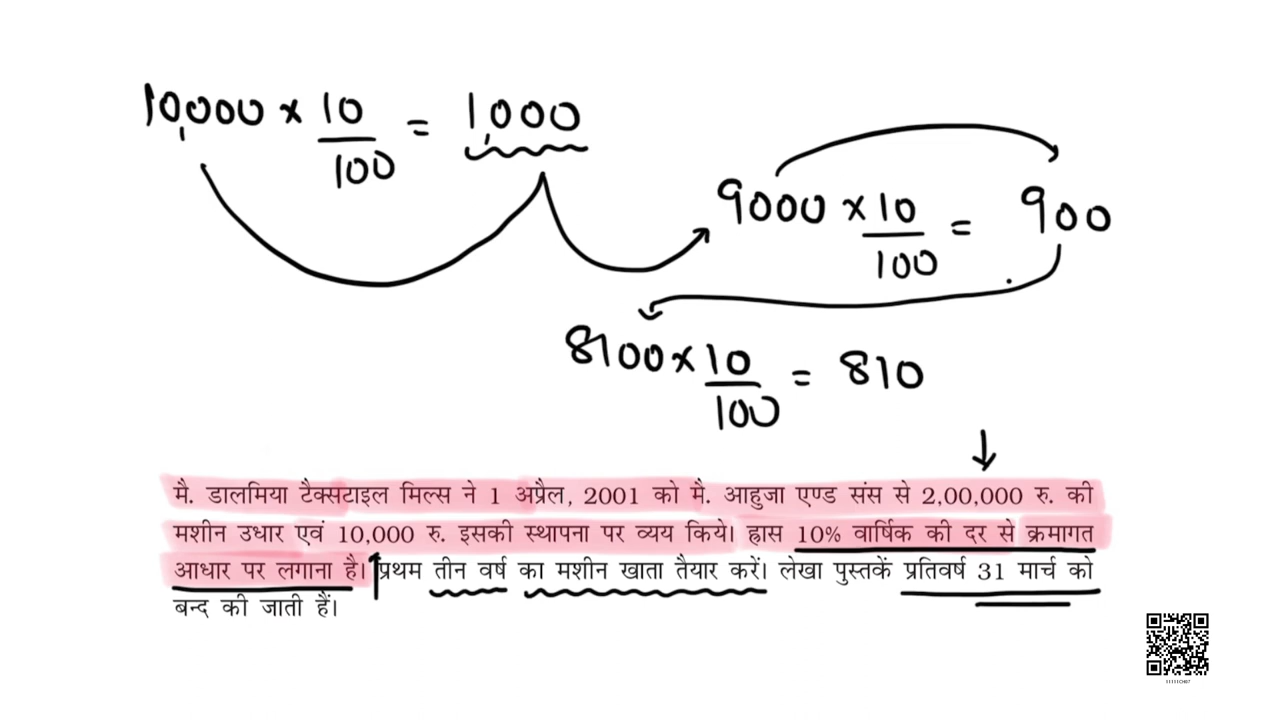 10,000 × 10/100 = 1,000
9000 × 10/100 = 900
8100 × 10/100 = 810
मै. डालमिया टैक्सटाइल मिल्स ने 1 अप्रैल, 2001 को मै. आहुजा एण्ड संस से 2,00,000 रु. की
मशीन उधार एवं 10,000 रु. इसकी स्थापना पर व्यय किये। ह्रास 10% वार्षिक की दर से क्रमागत
आधार पर लगाना है। प्रथम तीन वर्ष का मशीन खाता तैयार करें। लेखा पुस्तकें प्रतिवर्ष 31 मार्च को
बन्द की जाती हैं।